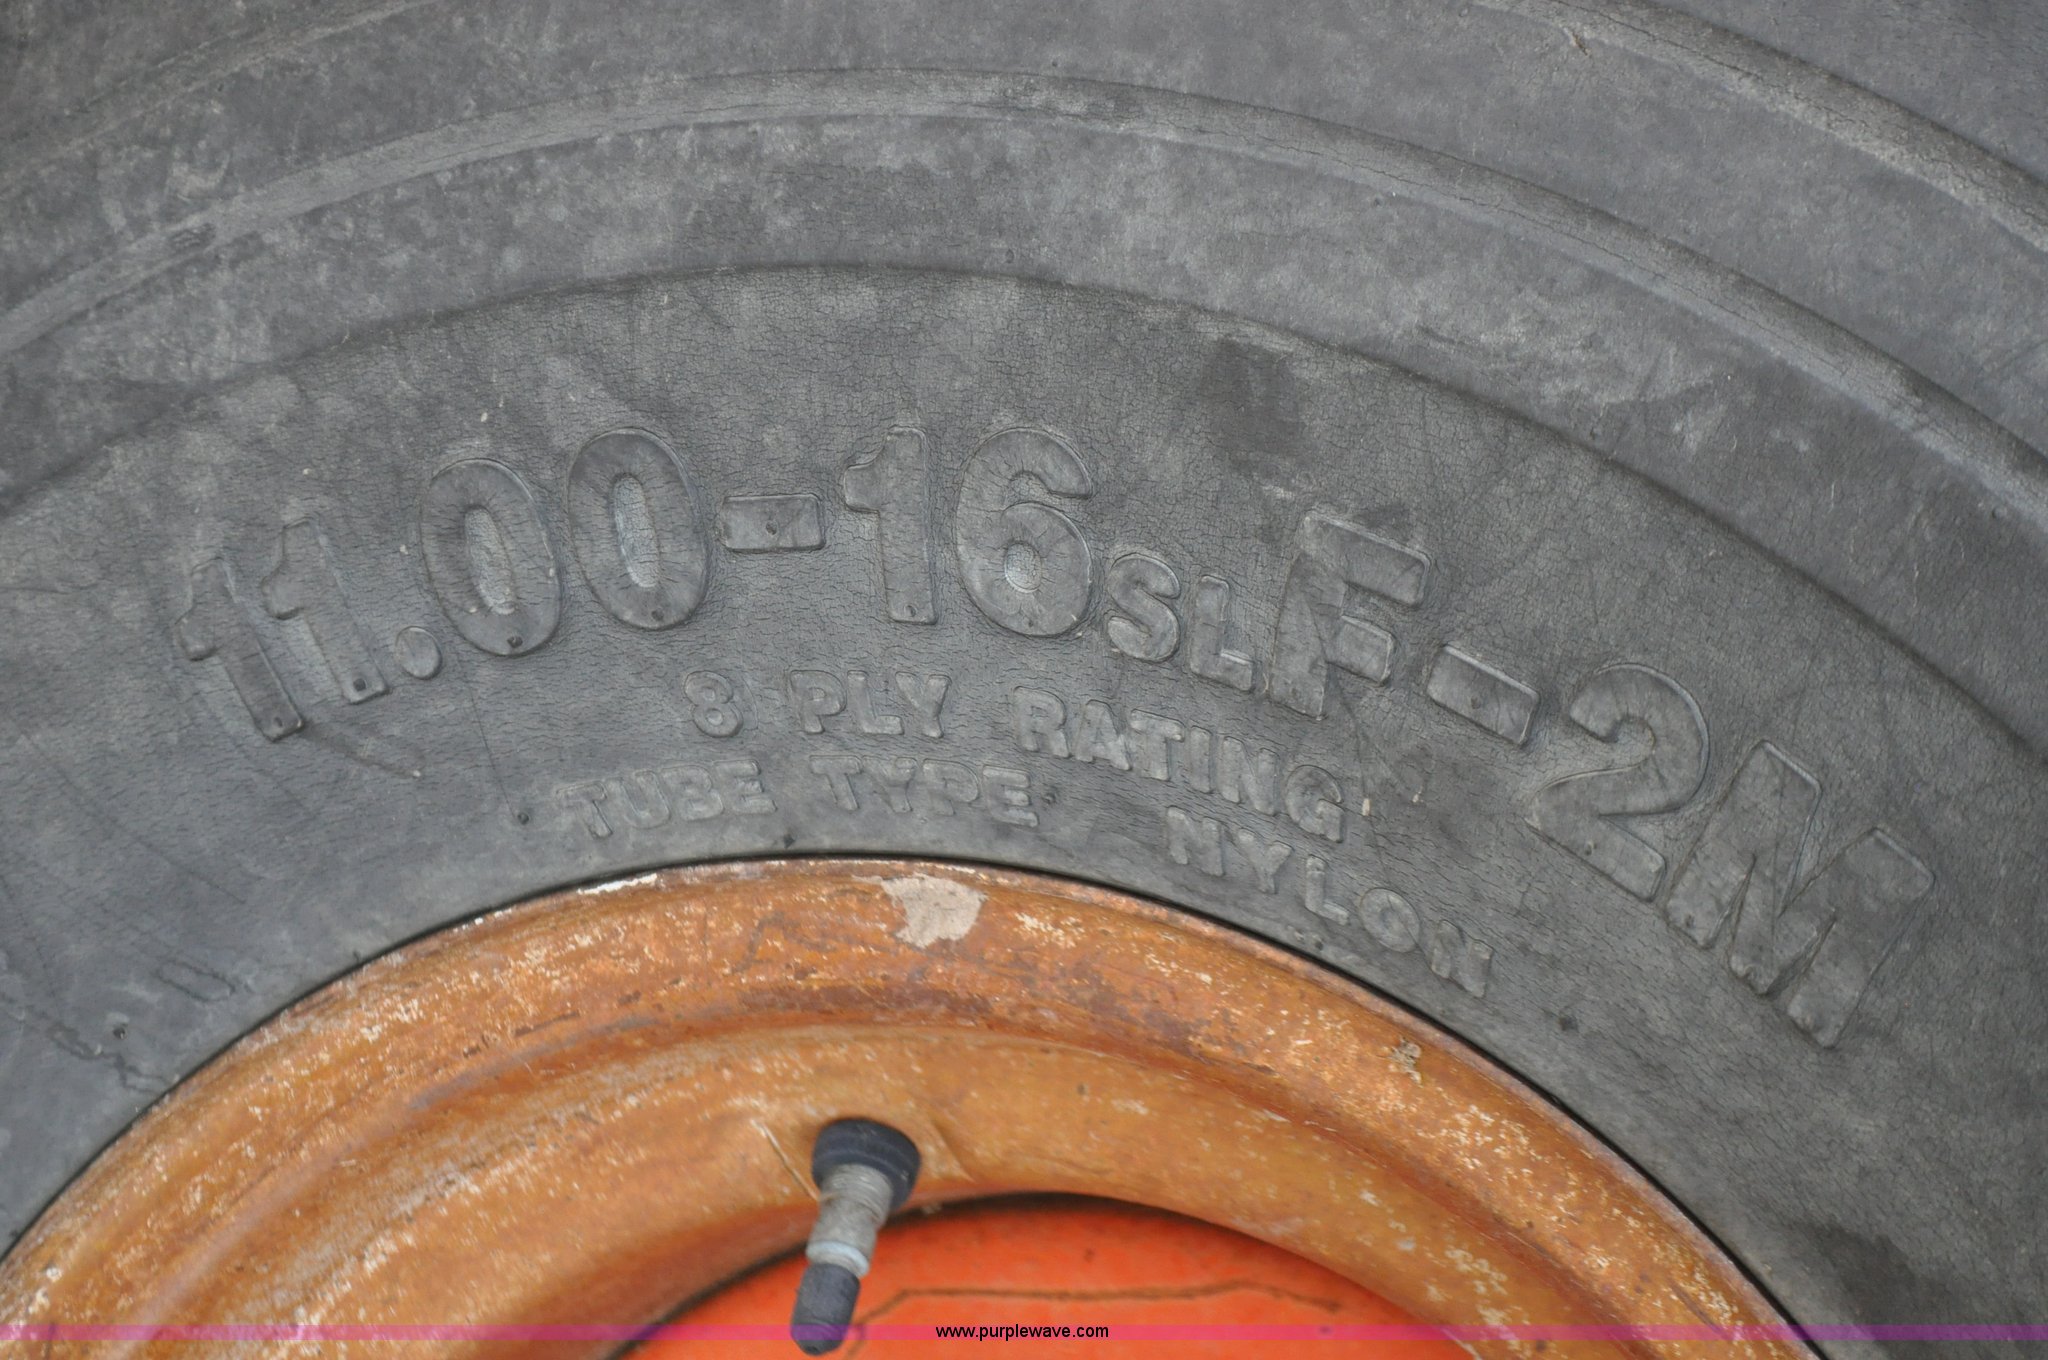 11.00-16SLF-2M
8 PLY RATING
TUBE TYPE NYLON
www.purplewave.com